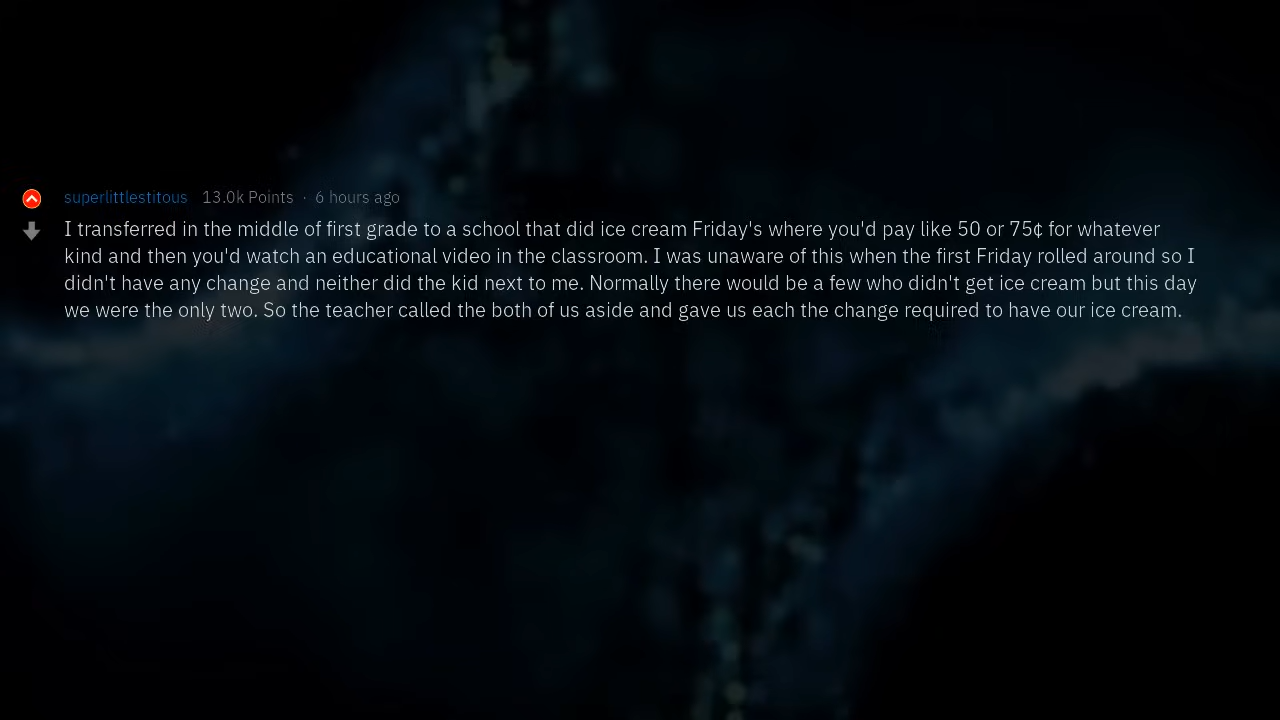 superlittlestitous 13.0k Points · 6 hours ago
I transferred in the middle of first grade to a school that did ice cream Friday's where you'd pay like 50 or 75¢ for whatever
kind and then you'd watch an educational video in the classroom. I was unaware of this when the first Friday rolled around so I
didn't have any change and neither did the kid next to me. Normally there would be a few who didn't get ice cream but this day
we were the only two. So the teacher called the both of us aside and gave us each the change required to have our ice cream.